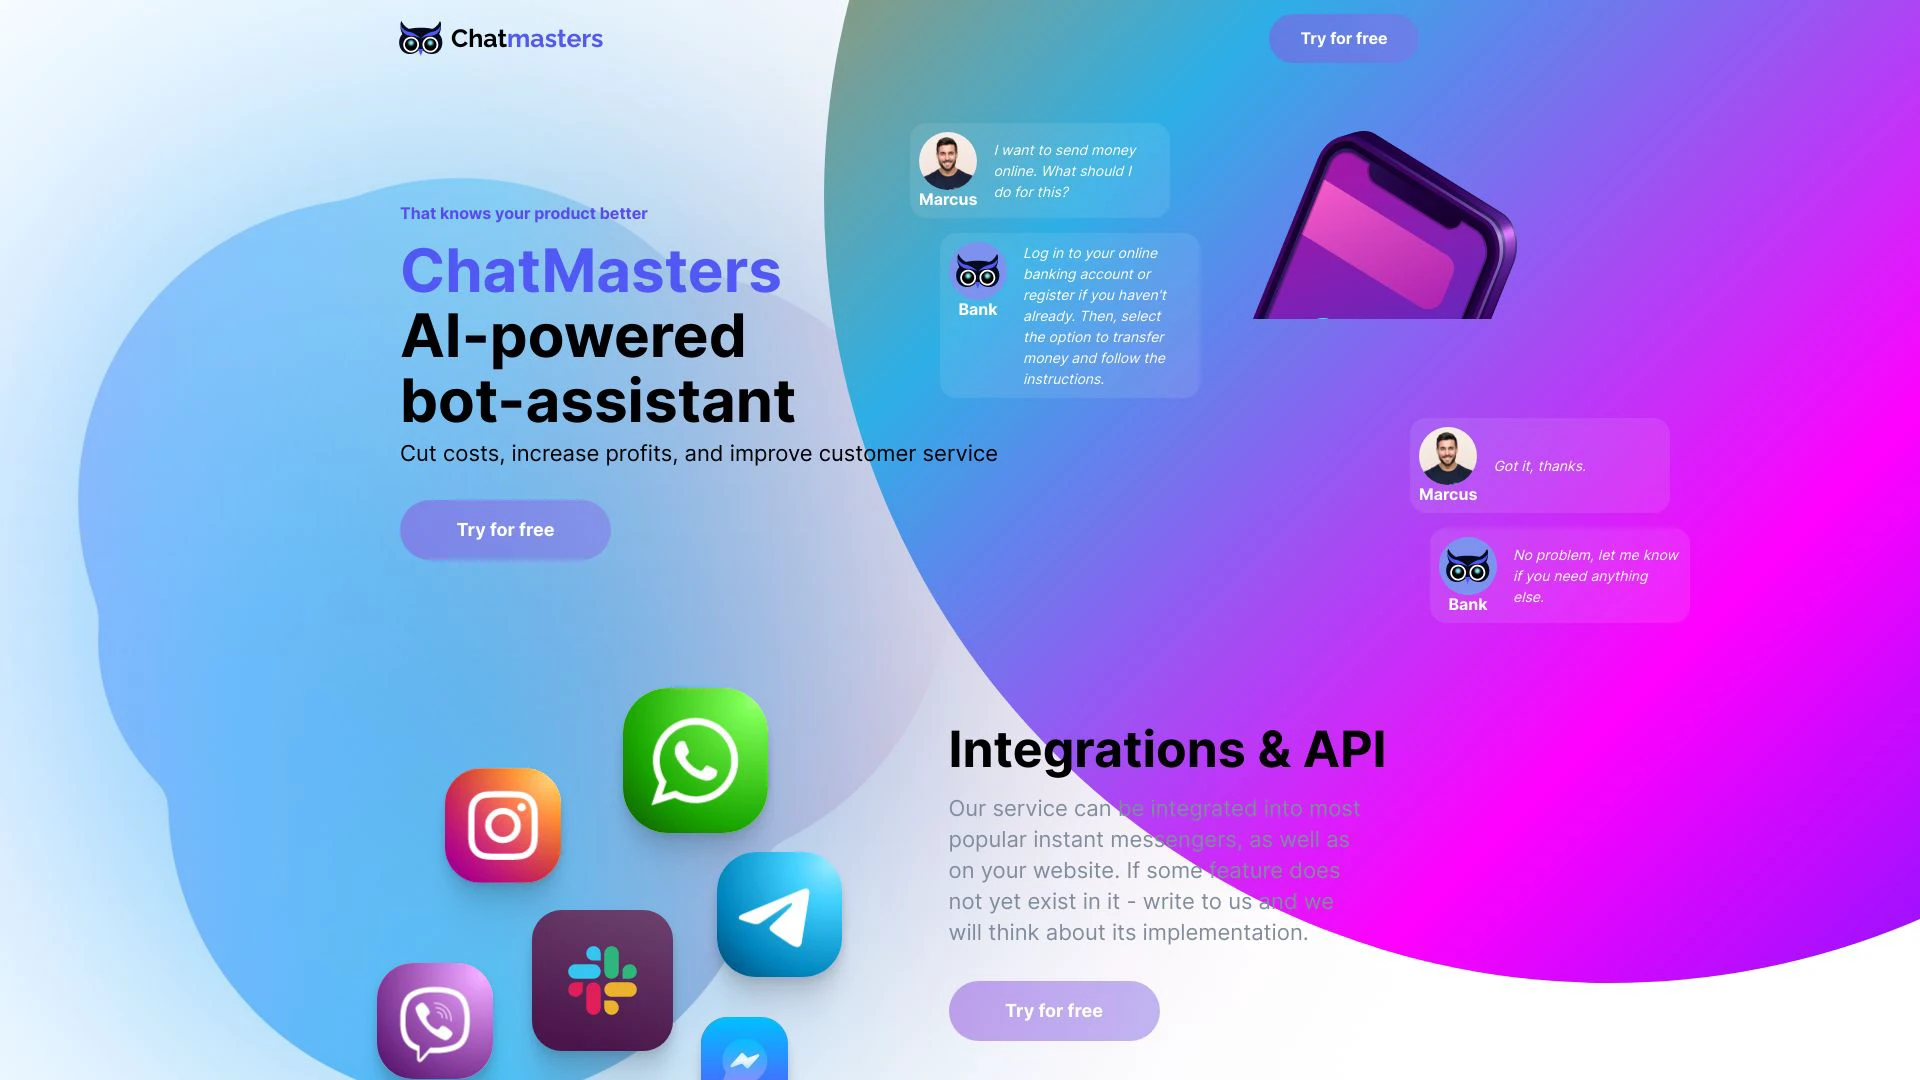 Chatmasters
Try for free
That knows your product better
ChatMasters
AI-powered
bot-assistant
Cut costs, increase profits, and improve customer service
Try for free
I want to send money
online. What should I
do for this?
Marcus
Log in to your online
banking account or
register if you haven't
already. Then, select
the option to transfer
money and follow the
instructions.
Bank
Got it, thanks.
Marcus
No problem, let me know
if you need anything
else.
Bank
Integrations & API
Our service can be integrated into most
popular instant messengers, as well as
on your website. If some feature does
not yet exist in it - write to us and we
will think about its implementation.
Try for free